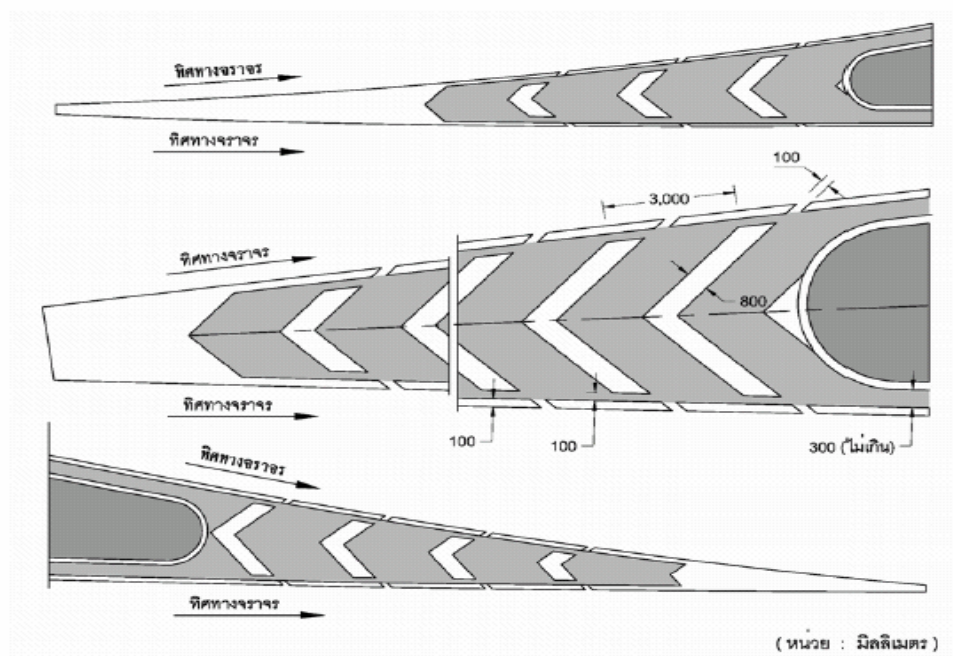 ทิศทางจราจร
ทิศทางจราจร
100
3,000
ทิศทางจราจร
800
ทิศทางจราจร
100
100
300 (ไม่เกิน)
ทิศทางจราจร
ทิศทางจราจร
( หน่วย : มิลลิเมตร )